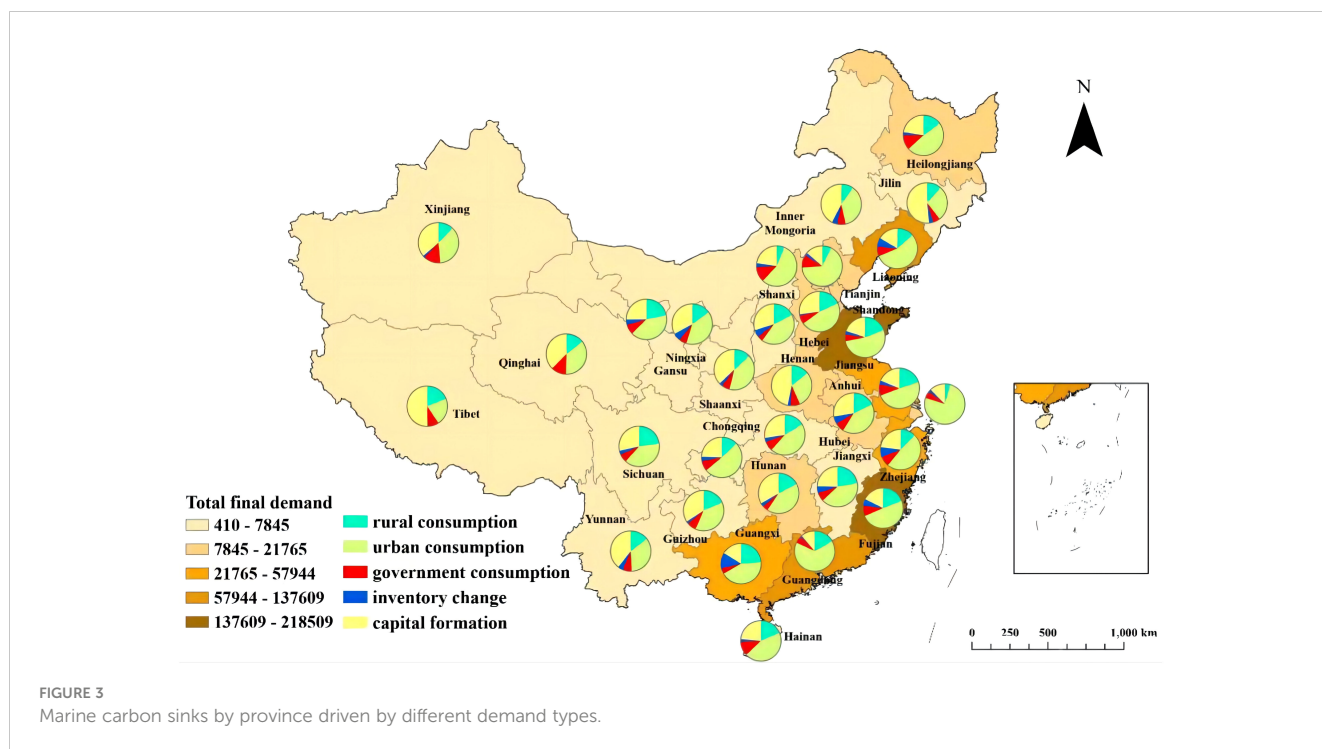 N
Heilongjiang
Jilin
Xinjiang
Inner
Mongoria
Liaoning
Shanxi
Tianjin
Shandong
Hebei
Ningxia
Henan
Qinghai
Gansu
Jiangsu
Anhui
Shaanxi
Tibet
Chongqing
Hubei
Jiangxi
Hunan
Sichuan
Zhejiang
Yunnan
Guangxi
Guizhou
Fujian
Guangdong
Hainan
Total final demand
410 - 7845
7845 - 21765
21765 - 57944
57944 - 137609
137609 - 218509
rural consumption
urban consumption
government consumption
inventory change
capital formation
0 250 500 1,000 km
FIGURE 3
Marine carbon sinks by province driven by different demand types.